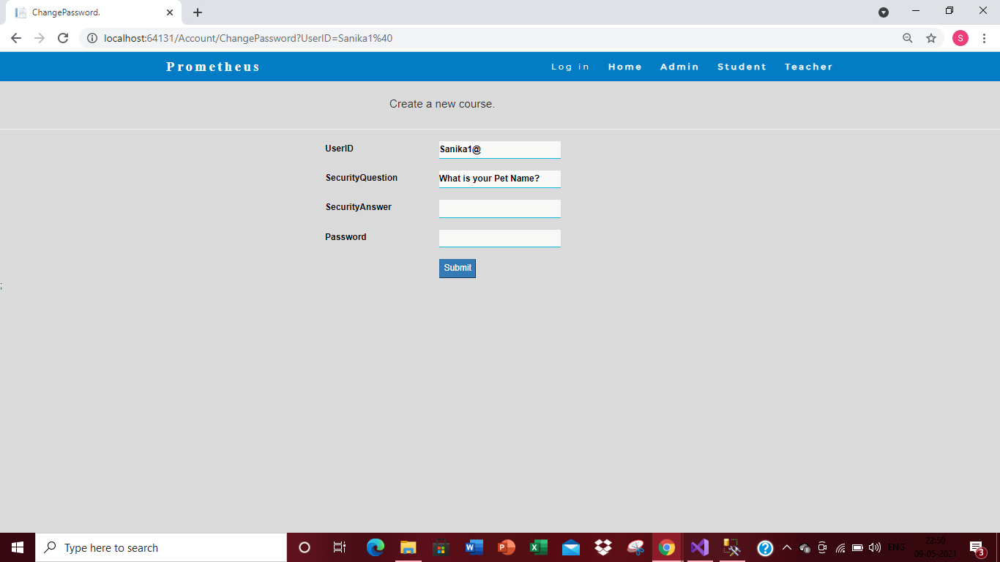 ChangePassword.
localhost:64131/Account/ChangePassword?UserID=Sanika1%40
S
Prometheus Log in Home Admin Student Teacher
Create a new course.
UserID Sanika1@
SecurityQuestion What is your Pet Name?
SecurityAnswer
Password
Submit
;
Type here to search
ENG
22:50
09-05-2021
3